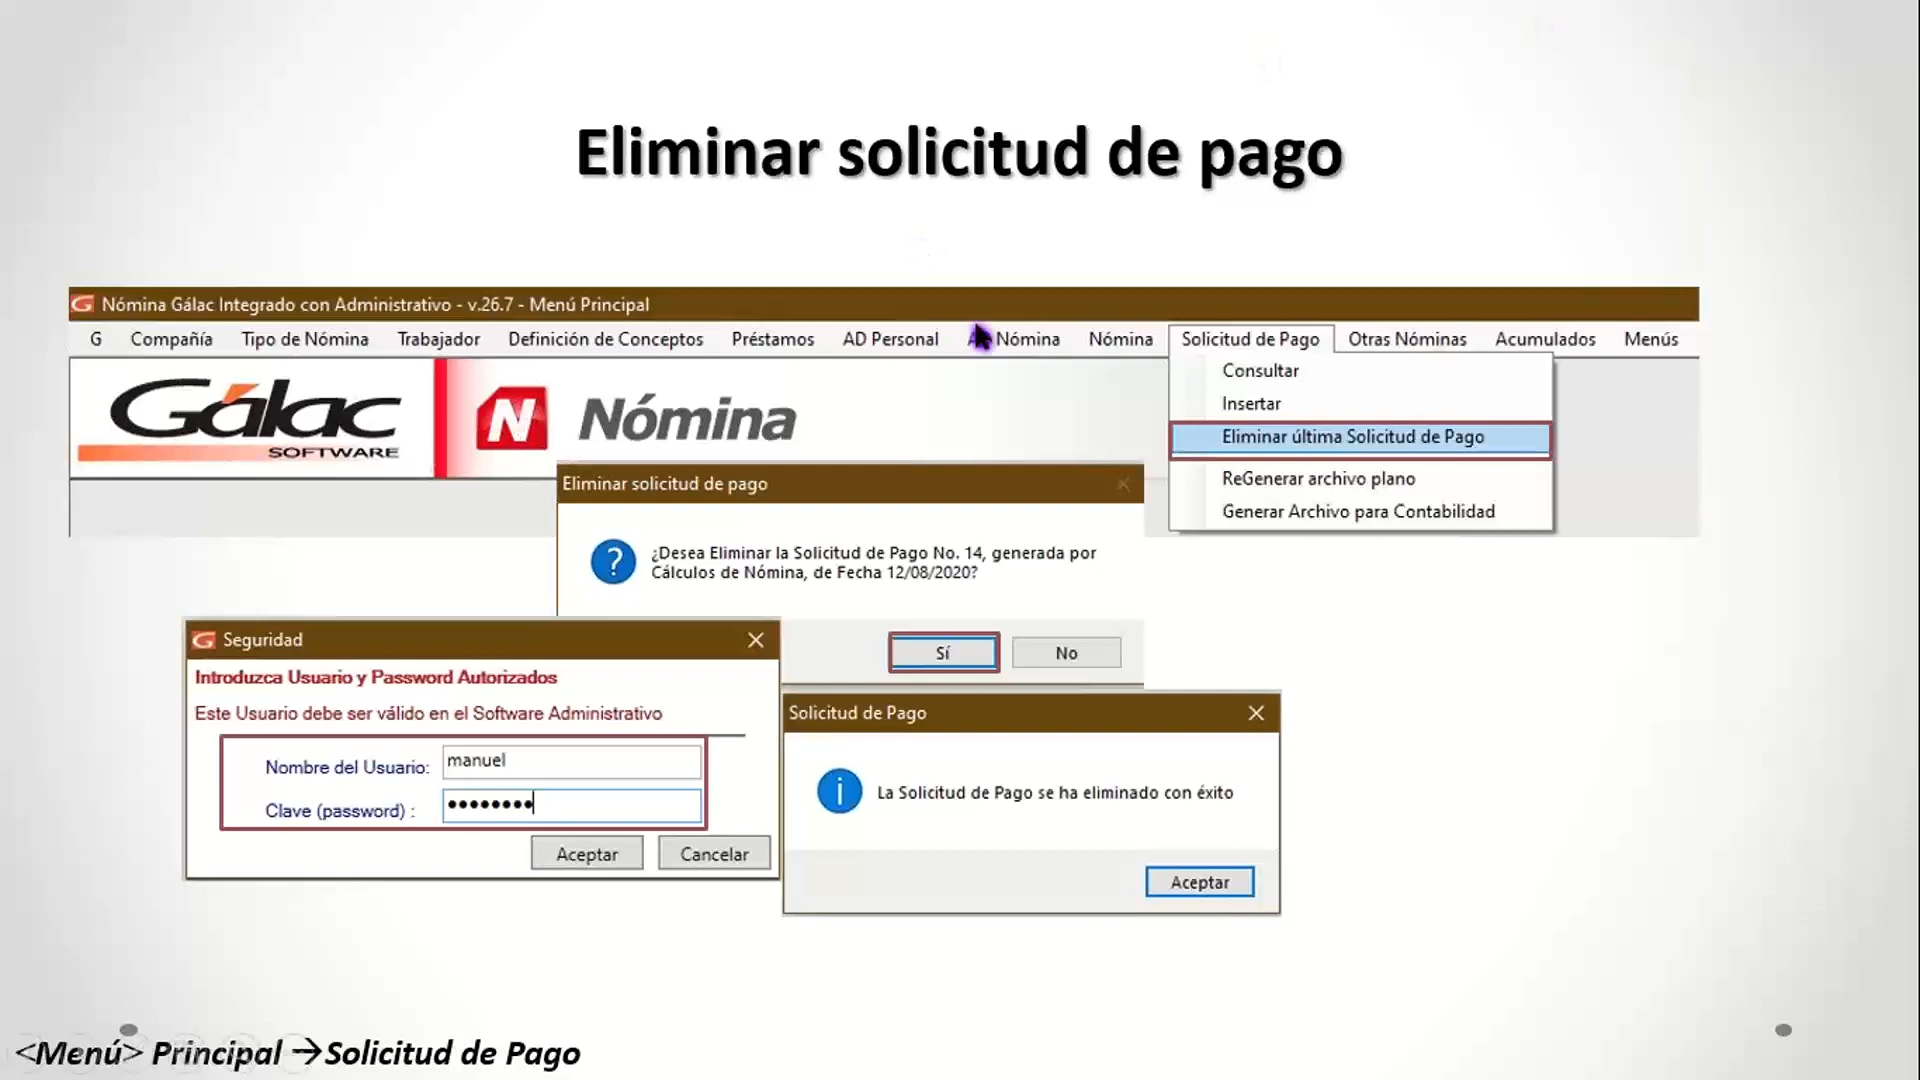 Eliminar solicitud de pago
Nómina Gálac Integrado con Administrativo - v.26.7 - Menú Principal
G Compañía Tipo de Nómina Trabajador Definición de Conceptos Préstamos AD Personal Nómina Nómina Solicitud de Pago Otras Nóminas Acumulados Menús
Consultar
Insertar
Eliminar última Solicitud de Pago
ReGenerar archivo plano
Generar Archivo para Contabilidad
Gálac
SOFTWARE
N Nómina
Eliminar solicitud de pago
¿Desea Eliminar la Solicitud de Pago No. 14, generada por
Cálculos de Nómina, de Fecha 12/08/2020?
Sí No
G Seguridad
Introduzca Usuario y Password Autorizados
Este Usuario debe ser válido en el Software Administrativo
Nombre del Usuario: manuel
Clave (password) : ••••••••
Aceptar Cancelar
Solicitud de Pago
La Solicitud de Pago se ha eliminado con éxito
Aceptar
<Menú> Principal →Solicitud de Pago